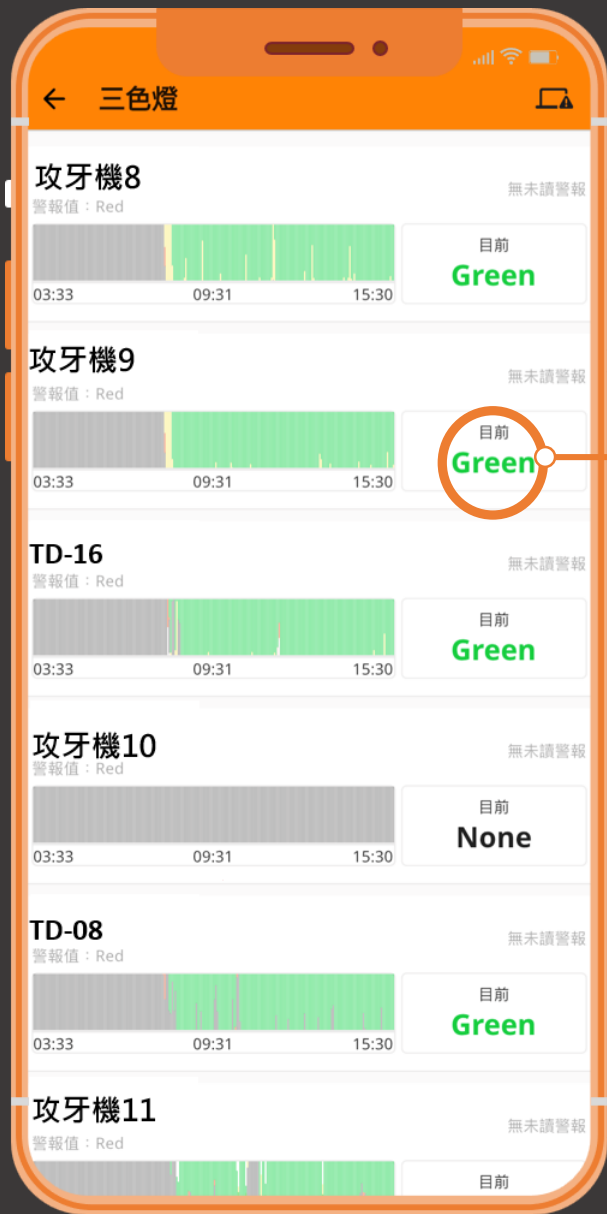 三色燈
攻牙機8
無未讀警報
警報值：Red
目前
Green
03:33 09:31 15:30
攻牙機9
無未讀警報
警報值：Red
目前
Green
03:33 09:31 15:30
TD-16
無未讀警報
警報值：Red
目前
Green
03:33 09:31 15:30
攻牙機10
無未讀警報
警報值：Red
目前
None
03:33 09:31 15:30
TD-08
無未讀警報
警報值：Red
目前
Green
03:33 09:31 15:30
攻牙機11
無未讀警報
警報值：Red
目前